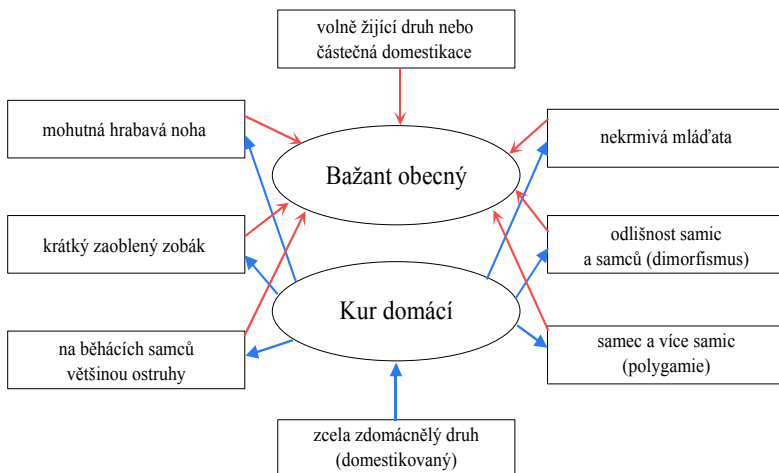 volně žijící druh nebo
částečná domestikace
mohutná hrabavá noha
nekrmivá mláďata
Bažant obecný
krátký zaoblený zobák
odlišnost samic
a samců (dimorfismus)
Kur domácí
na běhácích samců
většinou ostruhy
samec a více samic
(polygamie)
zcela zdomácnělý druh
(domestikovaný)